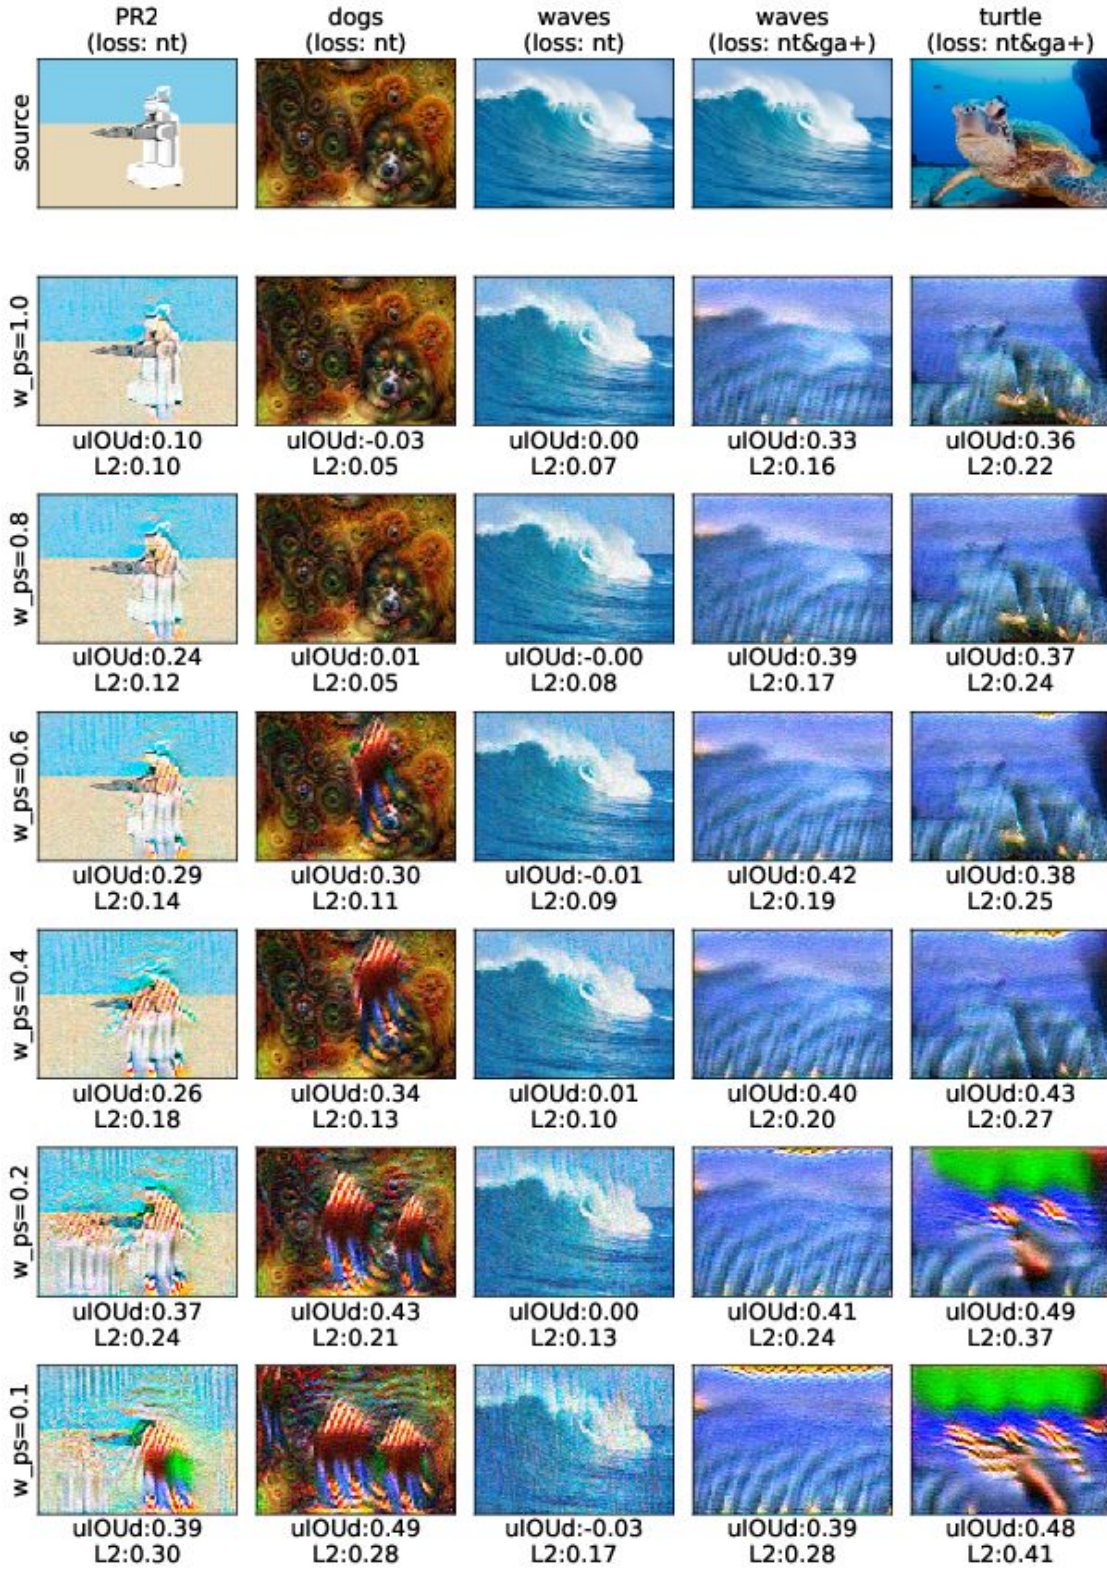 PR2 dogs waves waves turtle
(loss: nt) (loss: nt) (loss: nt) (loss: nt&ga+) (loss: nt&ga+)
source
w_ps=1.0
uIOUd:0.10 uIOUd:-0.03 uIOUd:0.00 uIOUd:0.33 uIOUd:0.36
L2:0.10 L2:0.05 L2:0.07 L2:0.16 L2:0.22
w_ps=0.8
uIOUd:0.24 uIOUd:0.01 uIOUd:-0.00 uIOUd:0.39 uIOUd:0.37
L2:0.12 L2:0.05 L2:0.08 L2:0.17 L2:0.24
w_ps=0.6
uIOUd:0.29 uIOUd:0.30 uIOUd:-0.01 uIOUd:0.42 uIOUd:0.38
L2:0.14 L2:0.11 L2:0.09 L2:0.19 L2:0.25
w_ps=0.4
uIOUd:0.26 uIOUd:0.34 uIOUd:0.01 uIOUd:0.40 uIOUd:0.43
L2:0.18 L2:0.13 L2:0.10 L2:0.20 L2:0.27
w_ps=0.2
uIOUd:0.37 uIOUd:0.43 uIOUd:0.00 uIOUd:0.41 uIOUd:0.49
L2:0.24 L2:0.21 L2:0.13 L2:0.24 L2:0.37
w_ps=0.1
uIOUd:0.39 uIOUd:0.49 uIOUd:-0.03 uIOUd:0.39 uIOUd:0.48
L2:0.30 L2:0.28 L2:0.17 L2:0.28 L2:0.41